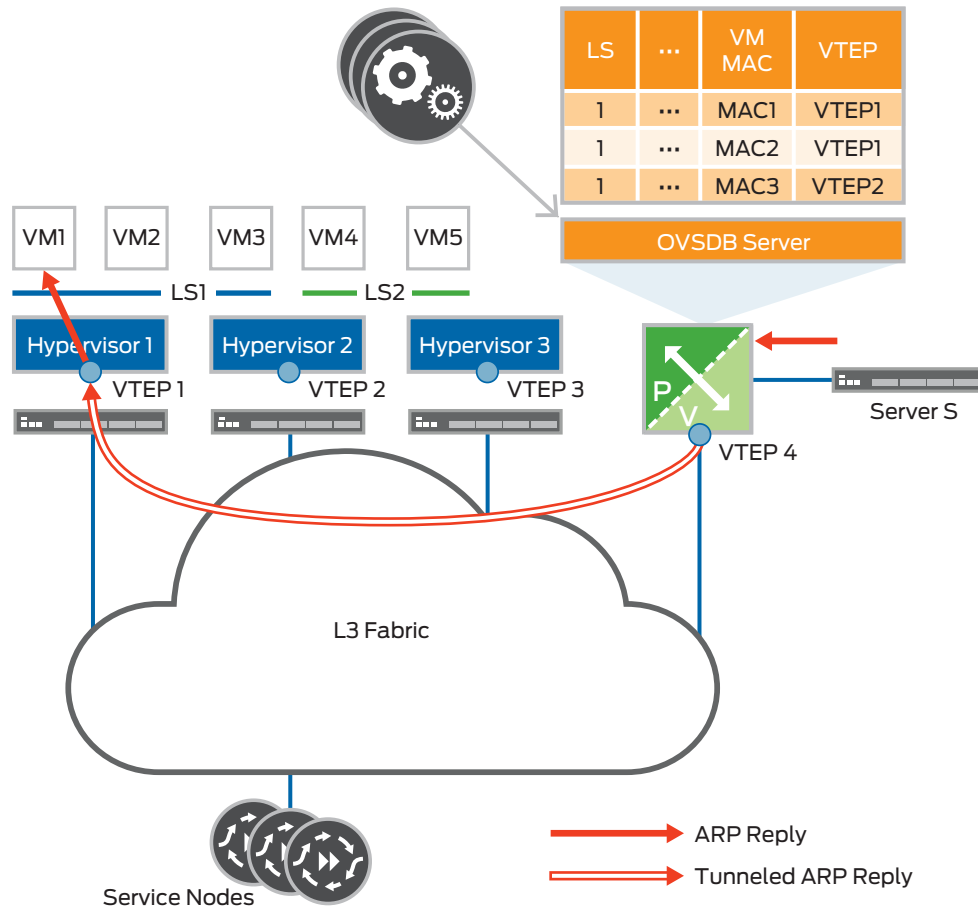 LS ... VM MAC VTEP
1 ... MAC1 VTEP1
1 ... MAC2 VTEP1
1 ... MAC3 VTEP2
OVSDB Server
VM1 VM2 VM3 VM4 VM5
LS1 LS2
Hypervisor 1 Hypervisor 2 Hypervisor 3
VTEP 1 VTEP 2 VTEP 3
P
V
VTEP 4
Server S
L3 Fabric
Service Nodes
ARP Reply
Tunneled ARP Reply